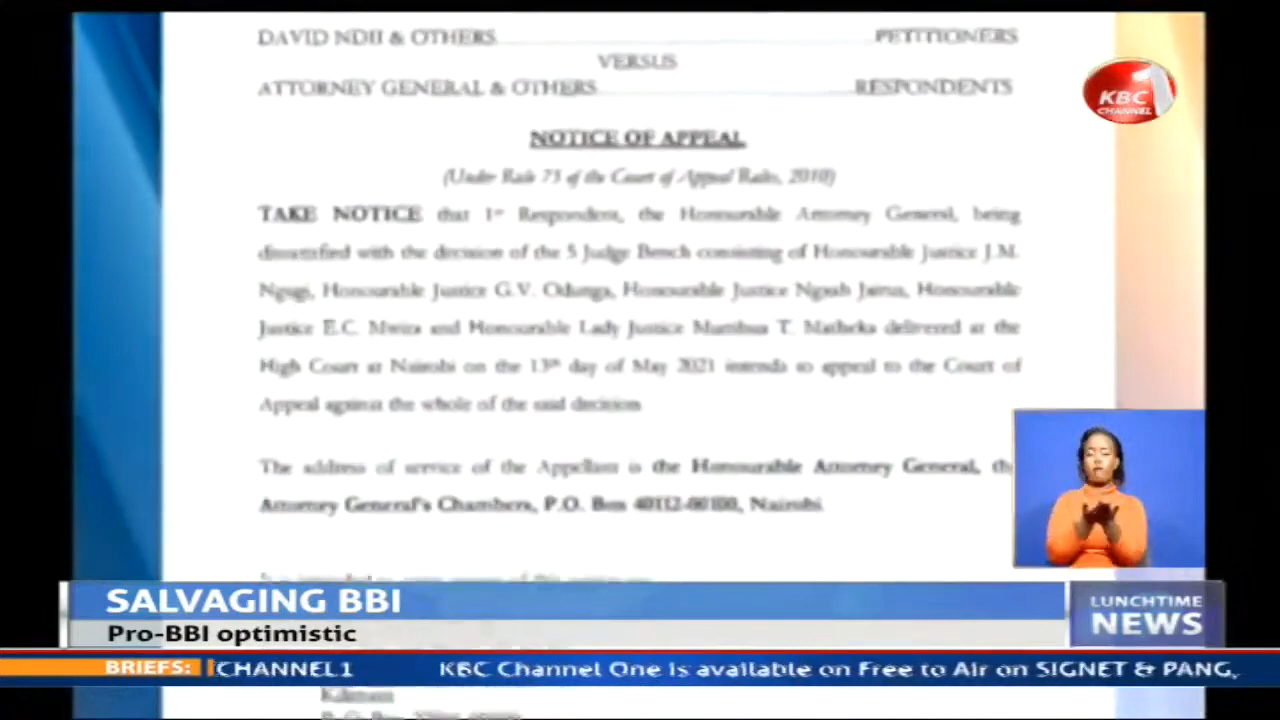 DAVID NDII & OTHERS PETITIONERS
VERSUS
ATTORNEY GENERAL & OTHERS RESPONDENTS
NOTICE OF APPEAL
(Under Rule 75 of the Court of Appeal Rules, 2010)
TAKE NOTICE that 1st Respondent, the Honourable Attorney General, being
dissatisfied with the decision of the 5 Judge Bench consisting of Honourable Justice J.M.
Ngugi, Honourable Justice G.V. Odunga, Honourable Justice Ngaah Jairus, Honourable
Justice E.C. Mwita and Honourable Lady Justice Mumbua T. Matheka delivered at the
High Court at Nairobi on the 13th day of May 2021 intends to appeal to the Court of
Appeal against the whole of the said decision
The address of service of the Appellant is the Honourable Attorney General, th
Attorney General's Chambers, P.O. Box 40112-00100, Nairobi.
KBC
CHANNEL 1
SALVAGING BBI
Pro-BBI optimistic
LUNCHTIME
NEWS
BRIEFS: CHANNEL1 KBC Channel One is available on Free to Air on SIGNET & PANG,